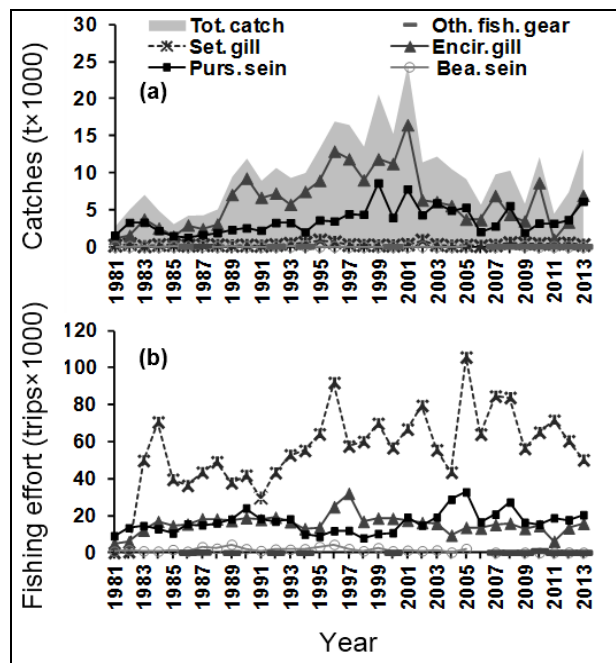 Tot. catch Oth. fish. gear
Set. gill Encir. gill
Purs. sein Bea. sein
(a)
Catches (t×1000)
30
25
20
15
10
5
0
1981 1983 1985 1987 1989 1991 1993 1995 1997 1999 2001 2003 2005 2007 2009 2011 2013
(b)
Fishing effort (trips×1000)
120
100
80
60
40
20
0
1981 1983 1985 1987 1989 1991 1993 1995 1997 1999 2001 2003 2005 2007 2009 2011 2013
Year